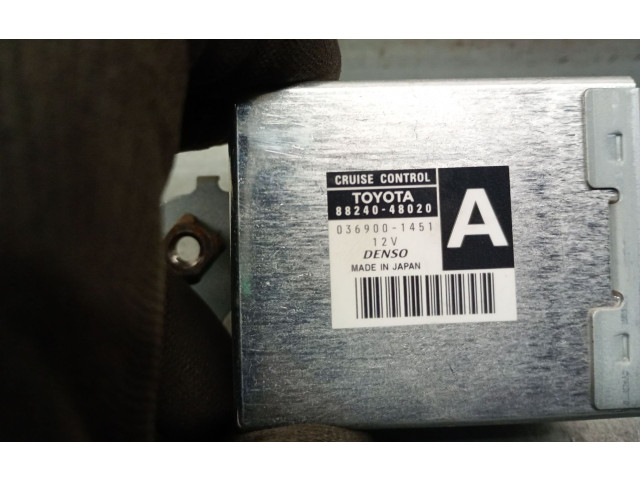 CRUISE CONTROL
TOYOTA
88240-48020
036900-1451
12V
DENSO
MADE IN JAPAN
A